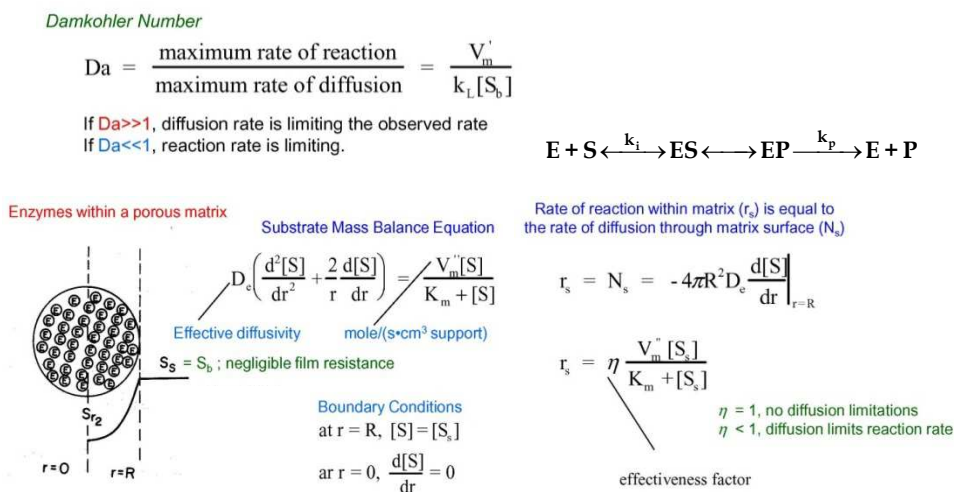 Damkohler Number
Da = maximum rate of reaction / maximum rate of diffusion = V'm / kL[Sb]
If Da>>1, diffusion rate is limiting the observed rate
If Da<<1, reaction rate is limiting.
E + S ⟷ ki ES ⟷ EP ⟶ kp E + P
Enzymes within a porous matrix
Substrate Mass Balance Equation
De(d²[S]/dr² + 2/r d[S]/dr) = V''m[S] / Km + [S]
Effective diffusivity
mole/(s•cm³ support)
Ss = Sb ; negligible film resistance
E
Sr2
r=O
r=R
Boundary Conditions
at r = R, [S]=[Ss]
ar r = 0, d[S]/dr = 0
Rate of reaction within matrix (rs) is equal to
the rate of diffusion through matrix surface (Ns)
rs = Ns = -4πR²De d[S]/dr |r=R
rs = η V''m [Ss] / Km +[Ss]
η = 1, no diffusion limitations
η < 1, diffusion limits reaction rate
effectiveness factor